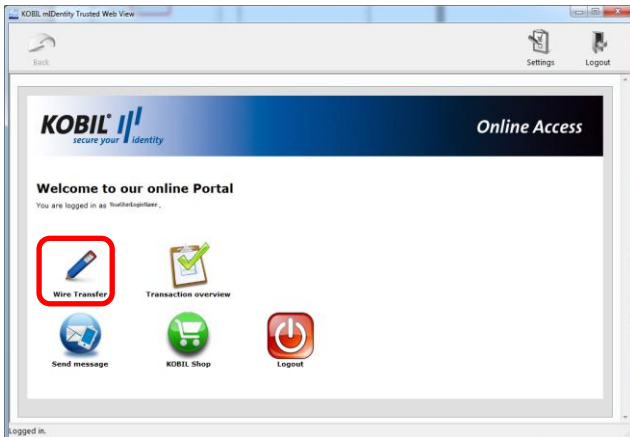 KOBIL mIDentity Trusted Web View
Back
Settings
Logout
KOBIL
secure your identity
Online Access
Welcome to our online Portal
You are logged in as
Wire Transfer
Transaction overview
Send message
KOBIL Shop
Logout
Logged in.